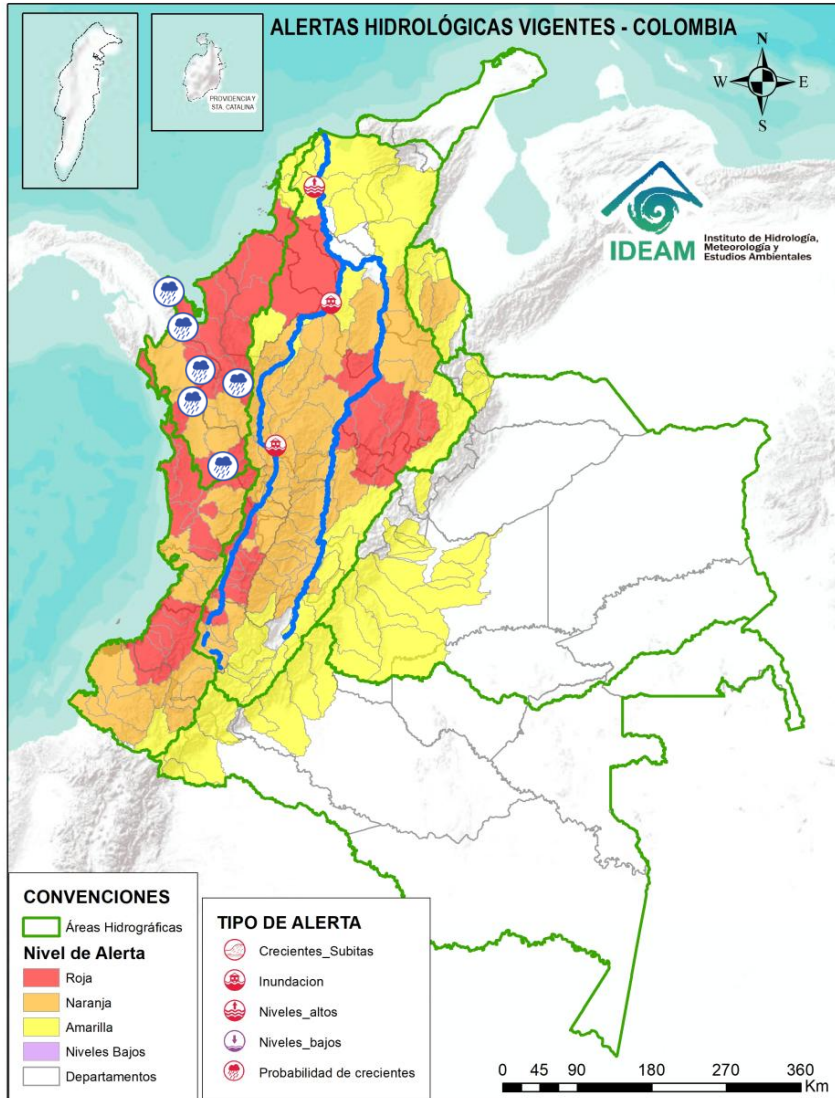 ALERTAS HIDROLÓGICAS VIGENTES - COLOMBIA
PROVIDENCIA Y
STA. CATALINA
N
W
E
S
IDEAM
Instituto de Hidrología,
Meteorología y
Estudios Ambientales
CONVENCIONES
Áreas Hidrográficas
Nivel de Alerta
Roja
Naranja
Amarilla
Niveles Bajos
Departamentos
TIPO DE ALERTA
Crecientes_Subitas
Inundacion
Niveles_altos
Niveles_bajos
Probabilidad de crecientes
0 45 90 180 270 360
Km